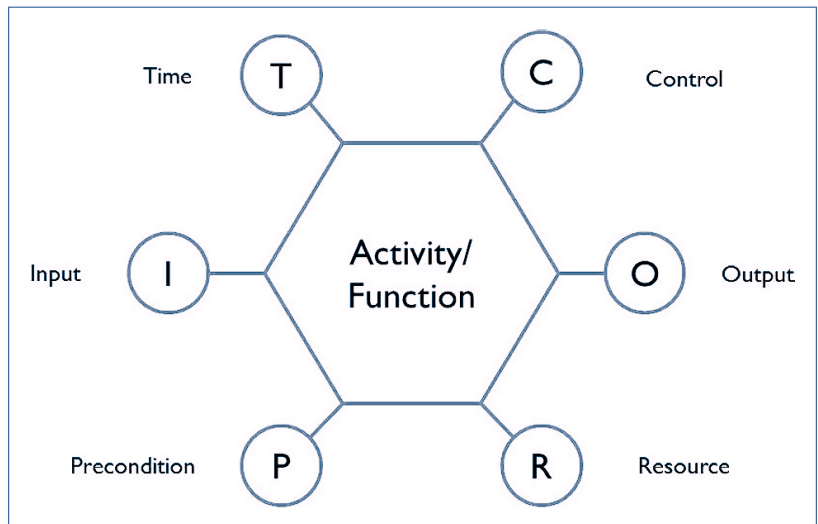 Time
T
C
Control
Input
I
Activity/
Function
O
Output
Precondition
P
R
Resource